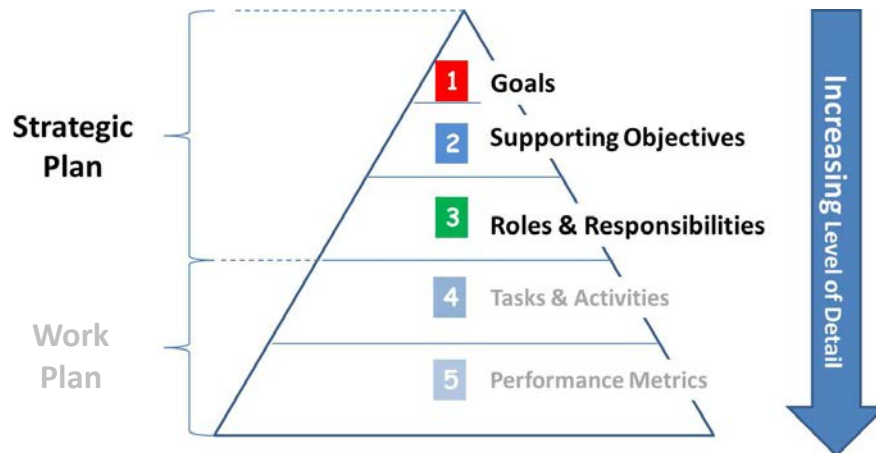 1 Goals
Strategic
Plan
2 Supporting Objectives
3 Roles & Responsibilities
Work
Plan
4 Tasks & Activities
5 Performance Metrics
Increasing Level of Detail